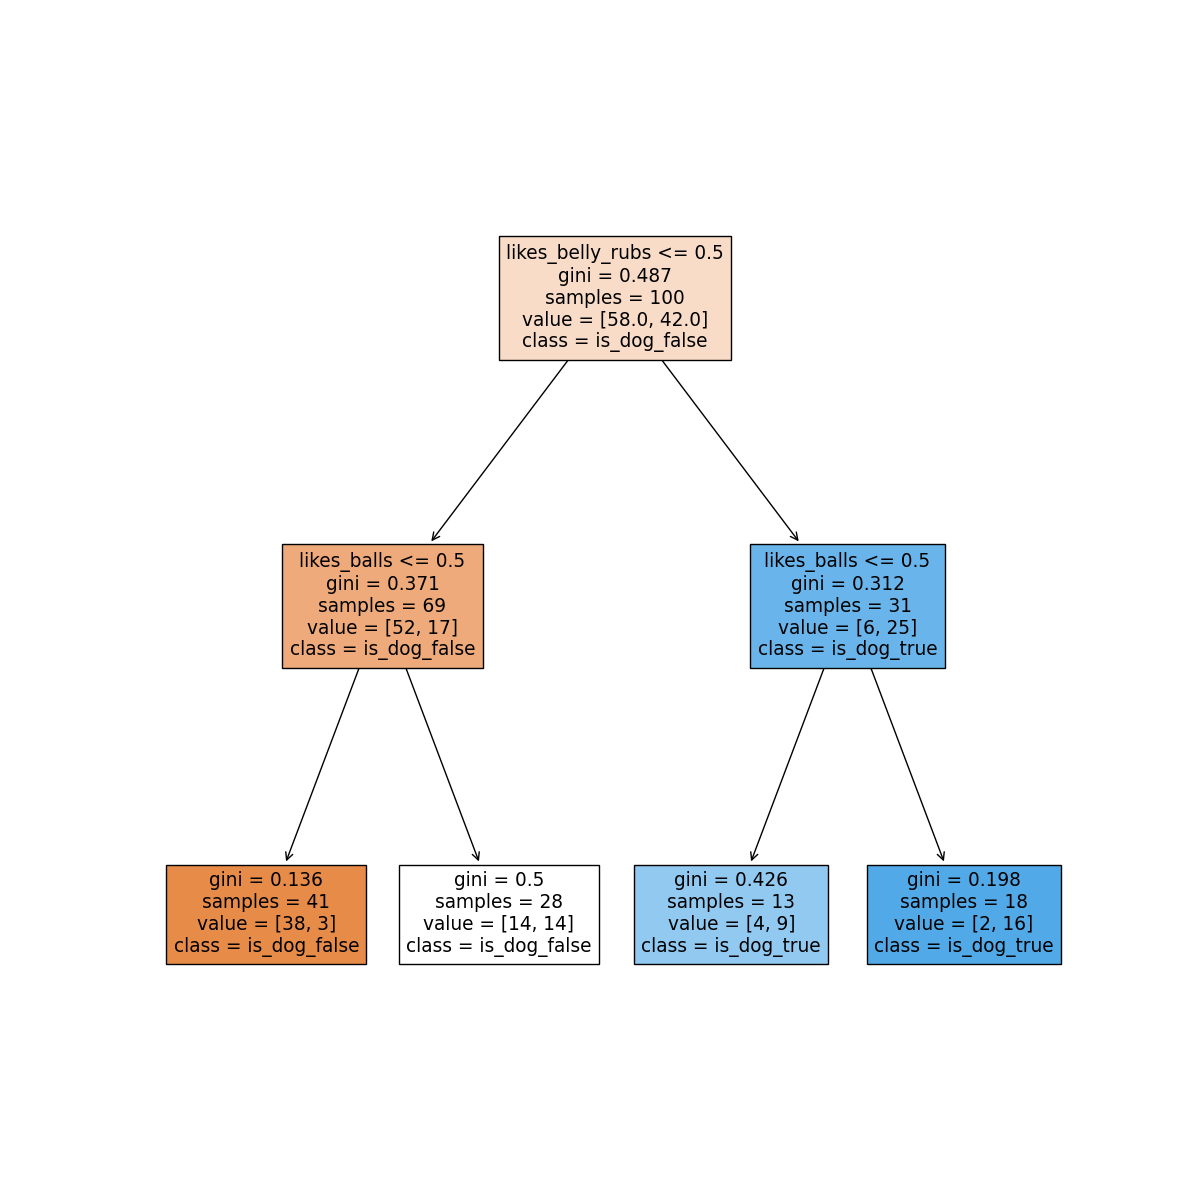 likes_belly_rubs <= 0.5
gini = 0.487
samples = 100
value = [58.0, 42.0]
class = is_dog_false
likes_balls <= 0.5
gini = 0.371
samples = 69
value = [52, 17]
class = is_dog_false
likes_balls <= 0.5
gini = 0.312
samples = 31
value = [6, 25]
class = is_dog_true
gini = 0.136
samples = 41
value = [38, 3]
class = is_dog_false
gini = 0.5
samples = 28
value = [14, 14]
class = is_dog_false
gini = 0.426
samples = 13
value = [4, 9]
class = is_dog_true
gini = 0.198
samples = 18
value = [2, 16]
class = is_dog_true